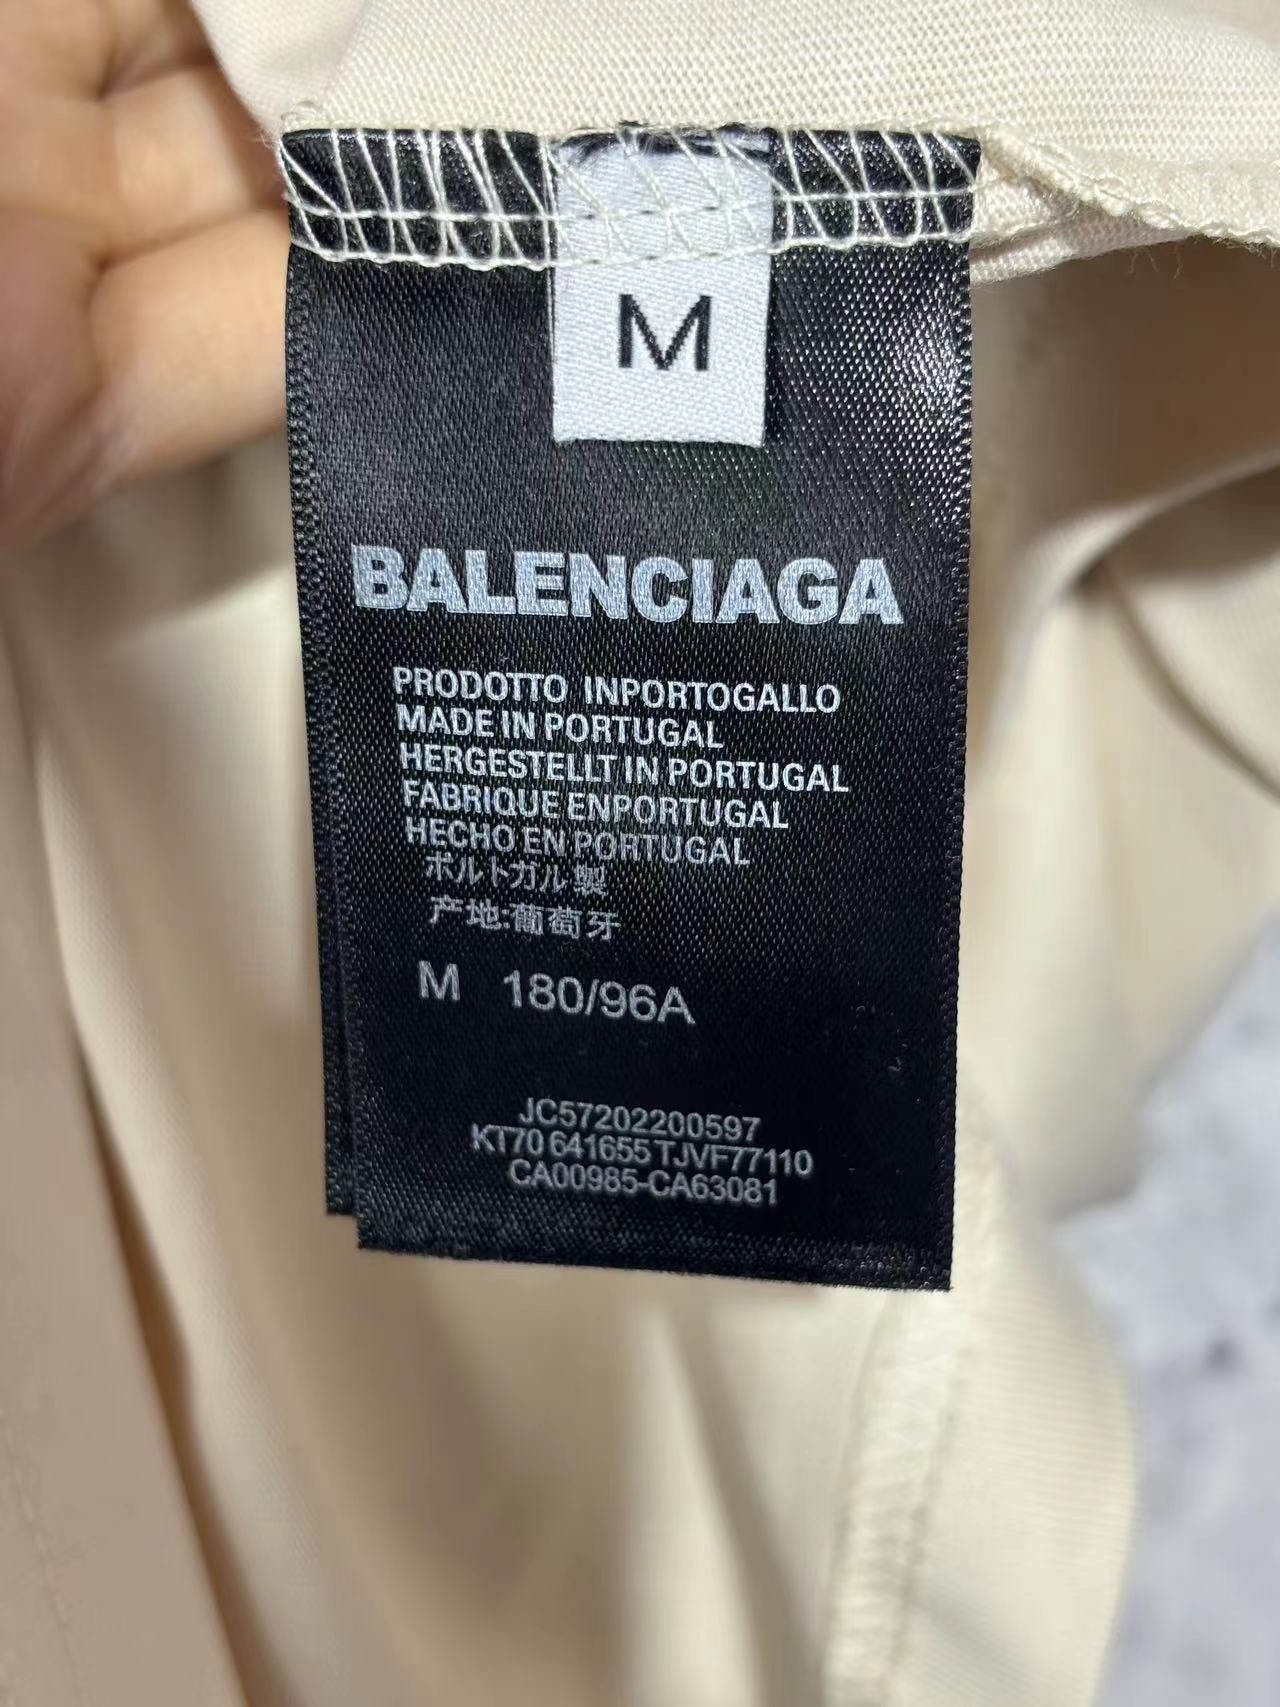 M
BALENCIAGA
PRODOTTO INPORTOGALLO
MADE IN PORTUGAL
HERGESTELLT IN PORTUGAL
FABRIQUE ENPORTUGAL
HECHO EN PORTUGAL
ポルトガル製
产地:葡萄牙
M 180/96A
JC57202200597
KT70 641655 TJVF77110
CA00985-CA63081